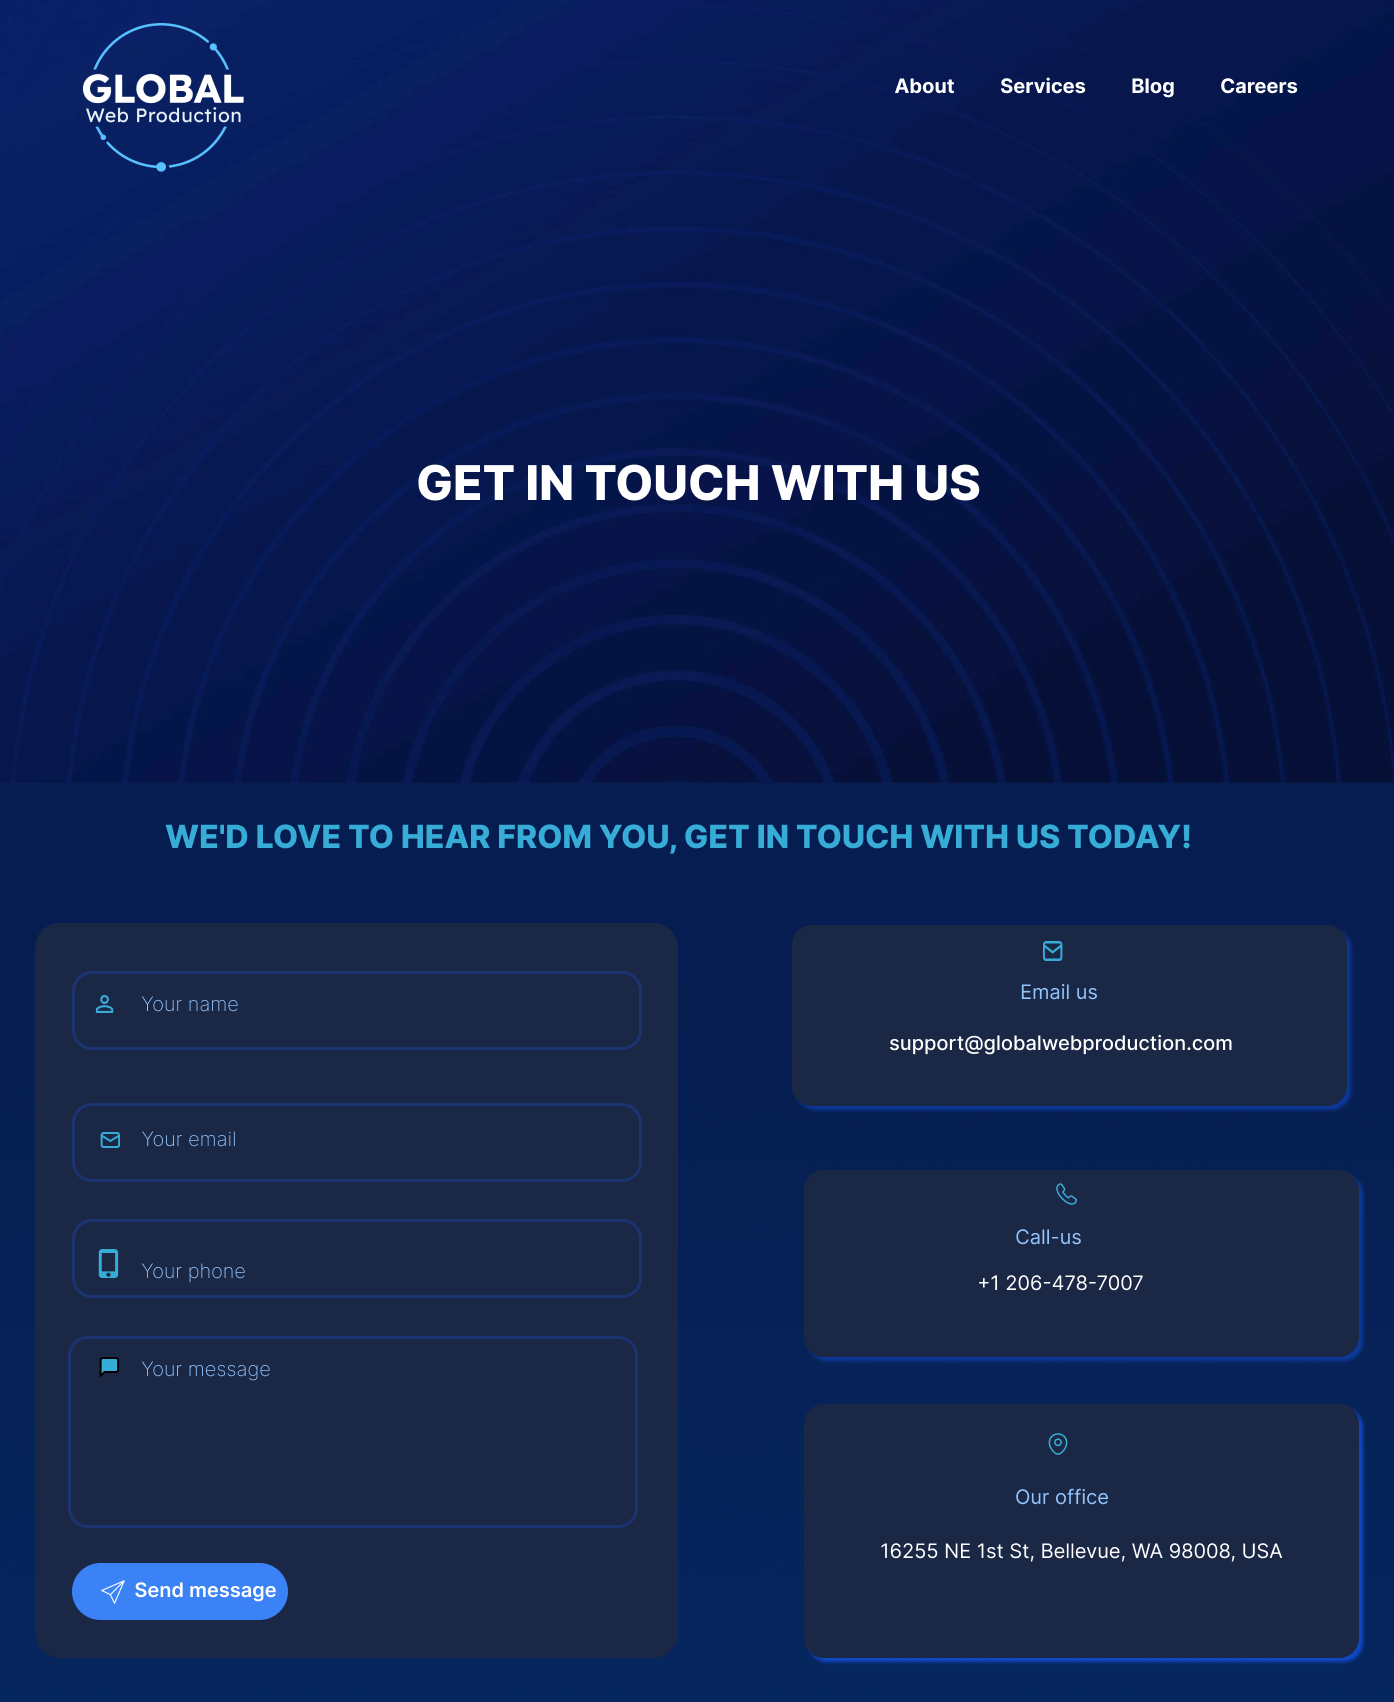 GLOBAL
Web Production
About
Services
Blog
Careers
GET IN TOUCH WITH US
WE'D LOVE TO HEAR FROM YOU, GET IN TOUCH WITH US TODAY!
Your name
Your email
Your phone
Your message
Send message
Email us
support@globalwebproduction.com
Call-us
+1 206-478-7007
Our office
16255 NE 1st St, Bellevue, WA 98008, USA